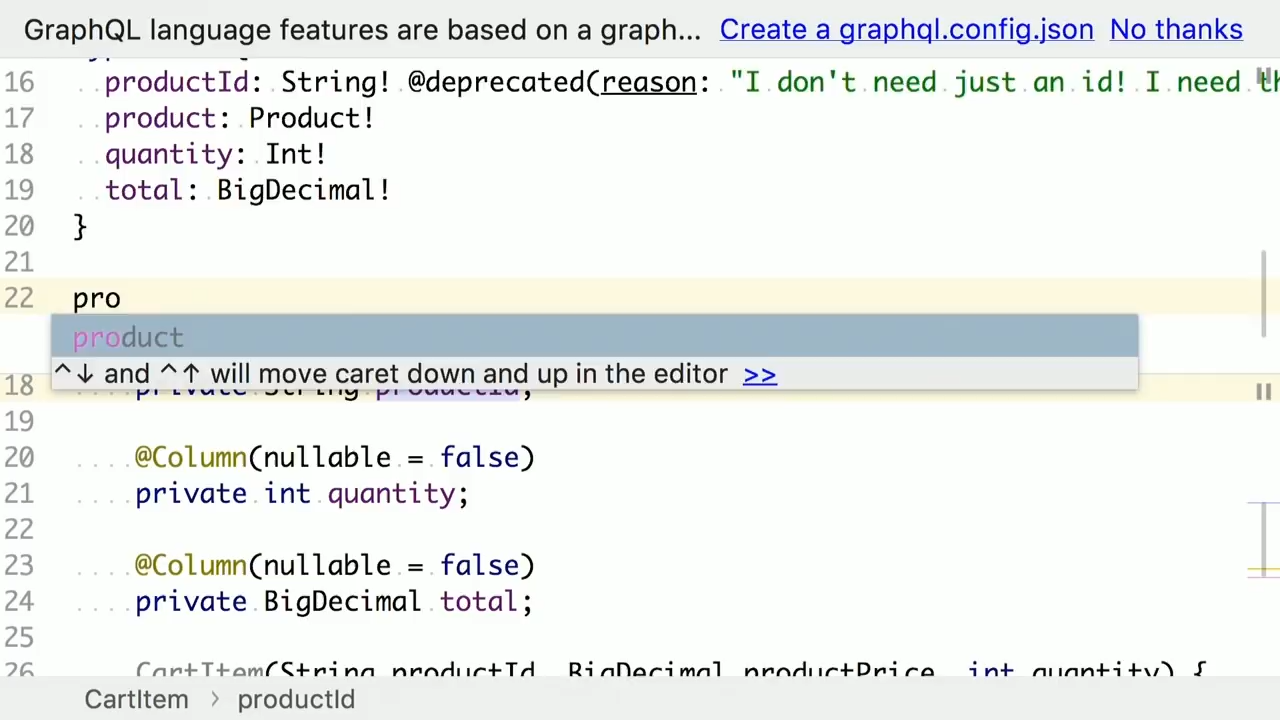 GraphQL language features are based on a graph... Create a graphql.config.json No thanks
16 productId: String! @deprecated(reason: "I don't need just an id! I need th
17 product: Product!
18 quantity: Int!
19 total: BigDecimal!
20 }
21
22 pro
product
^↓ and ^↑ will move caret down and up in the editor >>
18 private String productId;
19
20 @Column(nullable = false)
21 private int quantity;
22
23 @Column(nullable = false)
24 private BigDecimal total;
25
26 CartItem(String productId, BigDecimal productPrice, int quantity) {
CartItem > productId